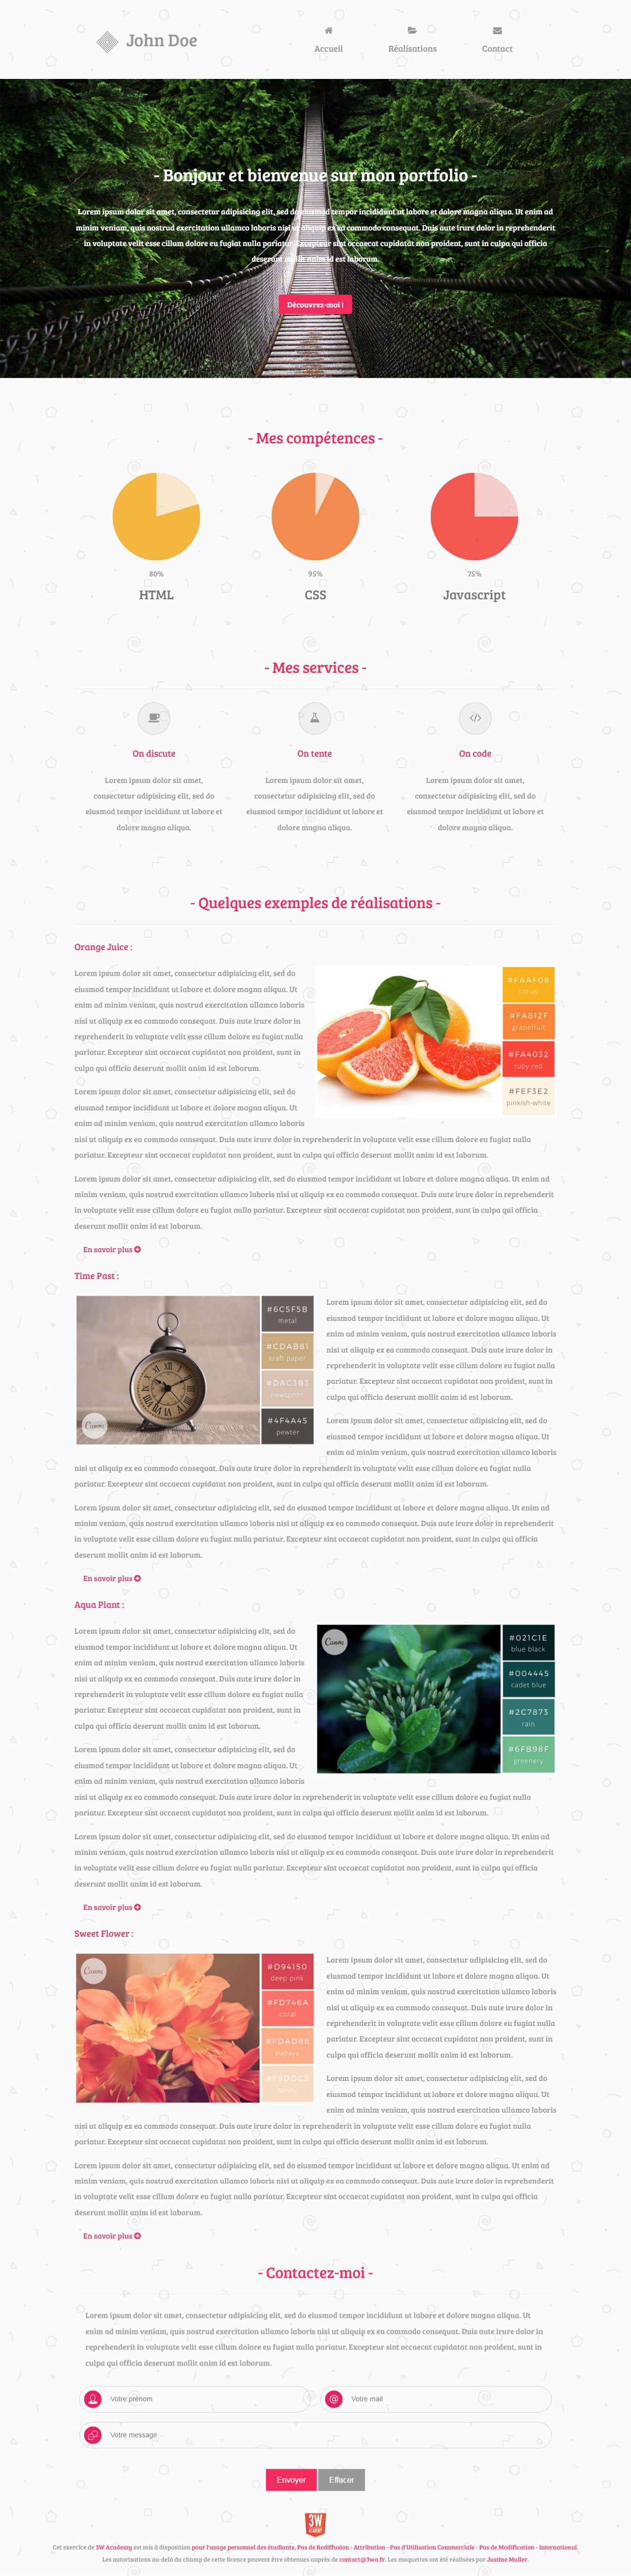 John Doe
Accueil
Réalisations
Contact
- Bonjour et bienvenue sur mon portfolio -
Lorem ipsum dolor sit amet, consectetur adipisicing elit, sed do eiusmod tempor incididunt ut labore et dolore magna aliqua. Ut enim ad
minim veniam, quis nostrud exercitation ullamco laboris nisi ut aliquip ex ea commodo consequat. Duis aute irure dolor in reprehenderit
in voluptate velit esse cillum dolore eu fugiat nulla pariatur. Excepteur sint occaecat cupidatat non proident, sunt in culpa qui officia
deserunt mollit anim id est laborum.
Découvrez-moi !
- Mes compétences -
80%
95%
75%
HTML
CSS
Javascript
- Mes services -
On discute
Lorem ipsum dolor sit amet,
consectetur adipisicing elit, sed do
eiusmod tempor incididunt ut labore et
dolore magna aliqua.
On tente
Lorem ipsum dolor sit amet,
consectetur adipisicing elit, sed do
eiusmod tempor incididunt ut labore et
dolore magna aliqua.
On code
Lorem ipsum dolor sit amet,
consectetur adipisicing elit, sed do
eiusmod tempor incididunt ut labore et
dolore magna aliqua.
- Quelques exemples de réalisations -
Orange Juice :
Lorem ipsum dolor sit amet, consectetur adipisicing elit, sed do
eiusmod tempor incididunt ut labore et dolore magna aliqua. Ut
enim ad minim veniam, quis nostrud exercitation ullamco laboris
nisi ut aliquip ex ea commodo consequat. Duis aute irure dolor in
reprehenderit in voluptate velit esse cillum dolore eu fugiat nulla
pariatur. Excepteur sint occaecat cupidatat non proident, sunt in
culpa qui officia deserunt mollit anim id est laborum.
Lorem ipsum dolor sit amet, consectetur adipisicing elit, sed do
eiusmod tempor incididunt ut labore et dolore magna aliqua. Ut
enim ad minim veniam, quis nostrud exercitation ullamco laboris
nisi ut aliquip ex ea commodo consequat. Duis aute irure dolor in reprehenderit in voluptate velit esse cillum dolore eu fugiat nulla
pariatur. Excepteur sint occaecat cupidatat non proident, sunt in culpa qui officia deserunt mollit anim id est laborum.
Lorem ipsum dolor sit amet, consectetur adipisicing elit, sed do eiusmod tempor incididunt ut labore et dolore magna aliqua. Ut enim ad
minim veniam, quis nostrud exercitation ullamco laboris nisi ut aliquip ex ea commodo consequat. Duis aute irure dolor in reprehenderit
in voluptate velit esse cillum dolore eu fugiat nulla pariatur. Excepteur sint occaecat cupidatat non proident, sunt in culpa qui officia
deserunt mollit anim id est laborum.
#FAAF08
citrus
#FA812F
grapefruit
#FA4032
ruby red
#FEF3E2
pinkish-white
En savoir plus
Time Past :
#6C5F5B
metal
#CDAB81
kraft paper
#DAC3B3
newsprint
#4F4A45
pewter
Canva
Lorem ipsum dolor sit amet, consectetur adipisicing elit, sed do
eiusmod tempor incididunt ut labore et dolore magna aliqua. Ut
enim ad minim veniam, quis nostrud exercitation ullamco laboris
nisi ut aliquip ex ea commodo consequat. Duis aute irure dolor in
reprehenderit in voluptate velit esse cillum dolore eu fugiat nulla
pariatur. Excepteur sint occaecat cupidatat non proident, sunt in
culpa qui officia deserunt mollit anim id est laborum.
Lorem ipsum dolor sit amet, consectetur adipisicing elit, sed do
eiusmod tempor incididunt ut labore et dolore magna aliqua. Ut
enim ad minim veniam, quis nostrud exercitation ullamco laboris
nisi ut aliquip ex ea commodo consequat. Duis aute irure dolor in reprehenderit in voluptate velit esse cillum dolore eu fugiat nulla
pariatur. Excepteur sint occaecat cupidatat non proident, sunt in culpa qui officia deserunt mollit anim id est laborum.
Lorem ipsum dolor sit amet, consectetur adipisicing elit, sed do eiusmod tempor incididunt ut labore et dolore magna aliqua. Ut enim ad
minim veniam, quis nostrud exercitation ullamco laboris nisi ut aliquip ex ea commodo consequat. Duis aute irure dolor in reprehenderit
in voluptate velit esse cillum dolore eu fugiat nulla pariatur. Excepteur sint occaecat cupidatat non proident, sunt in culpa qui officia
deserunt mollit anim id est laborum.
En savoir plus
Aqua Plant :
Lorem ipsum dolor sit amet, consectetur adipisicing elit, sed do
eiusmod tempor incididunt ut labore et dolore magna aliqua. Ut
enim ad minim veniam, quis nostrud exercitation ullamco laboris
nisi ut aliquip ex ea commodo consequat. Duis aute irure dolor in
reprehenderit in voluptate velit esse cillum dolore eu fugiat nulla
pariatur. Excepteur sint occaecat cupidatat non proident, sunt in
culpa qui officia deserunt mollit anim id est laborum.
Lorem ipsum dolor sit amet, consectetur adipisicing elit, sed do
eiusmod tempor incididunt ut labore et dolore magna aliqua. Ut
enim ad minim veniam, quis nostrud exercitation ullamco laboris
nisi ut aliquip ex ea commodo consequat. Duis aute irure dolor in reprehenderit in voluptate velit esse cillum dolore eu fugiat nulla
pariatur. Excepteur sint occaecat cupidatat non proident, sunt in culpa qui officia deserunt mollit anim id est laborum.
Lorem ipsum dolor sit amet, consectetur adipisicing elit, sed do eiusmod tempor incididunt ut labore et dolore magna aliqua. Ut enim ad
minim veniam, quis nostrud exercitation ullamco laboris nisi ut aliquip ex ea commodo consequat. Duis aute irure dolor in reprehenderit
in voluptate velit esse cillum dolore eu fugiat nulla pariatur. Excepteur sint occaecat cupidatat non proident, sunt in culpa qui officia
deserunt mollit anim id est laborum.
Canva
#021C1E
blue black
#004445
cadet blue
#2C7873
rain
#6FB98F
greenery
En savoir plus
Sweet Flower :
Canva
#D94150
deep pink
#FD746A
coral
#FDAD88
papaya
#F9DDC5
Lorem ipsum dolor sit amet, consectetur adipisicing elit, sed do
eiusmod tempor incididunt ut labore et dolore magna aliqua. Ut
enim ad minim veniam, quis nostrud exercitation ullamco laboris
nisi ut aliquip ex ea commodo consequat. Duis aute irure dolor in
reprehenderit in voluptate velit esse cillum dolore eu fugiat nulla
pariatur. Excepteur sint occaecat cupidatat non proident, sunt in
culpa qui officia deserunt mollit anim id est laborum.
Lorem ipsum dolor sit amet, consectetur adipisicing elit, sed do
eiusmod tempor incididunt ut labore et dolore magna aliqua. Ut
enim ad minim veniam, quis nostrud exercitation ullamco laboris
nisi ut aliquip ex ea commodo consequat. Duis aute irure dolor in reprehenderit in voluptate velit esse cillum dolore eu fugiat nulla
pariatur. Excepteur sint occaecat cupidatat non proident, sunt in culpa qui officia deserunt mollit anim id est laborum.
Lorem ipsum dolor sit amet, consectetur adipisicing elit, sed do eiusmod tempor incididunt ut labore et dolore magna aliqua. Ut enim ad
minim veniam, quis nostrud exercitation ullamco laboris nisi ut aliquip ex ea commodo consequat. Duis aute irure dolor in reprehenderit
in voluptate velit esse cillum dolore eu fugiat nulla pariatur. Excepteur sint occaecat cupidatat non proident, sunt in culpa qui officia
deserunt mollit anim id est laborum.
En savoir plus
- Contactez-moi -
Lorem ipsum dolor sit amet, consectetur adipisicing elit, sed do eiusmod tempor incididunt ut labore et dolore magna aliqua. Ut
enim ad minim veniam, quis nostrud exercitation ullamco laboris nisi ut aliquip ex ea commodo consequat. Duis aute irure dolor in
reprehenderit in voluptate velit esse cillum dolore eu fugiat nulla pariatur. Excepteur sint occaecat cupidatat non proident, sunt in
culpa qui officia deserunt mollit anim id est laborum.
Votre prénom
@
Votre mail
Votre message
Envoyer
Effacer
3W
ACADEMY
Cet exercice de 3W Academy est mis à disposition pour l'usage personnel des étudiants, Pas de Rediffusion - Attribution - Pas d'Utilisation Commerciale - Pas de Modification - International.
Les autorisations au-delà du champ de cette licence peuvent être obtenues auprès de contact@3wa.fr. Les maquettes ont été réalisées par Justine Muller.